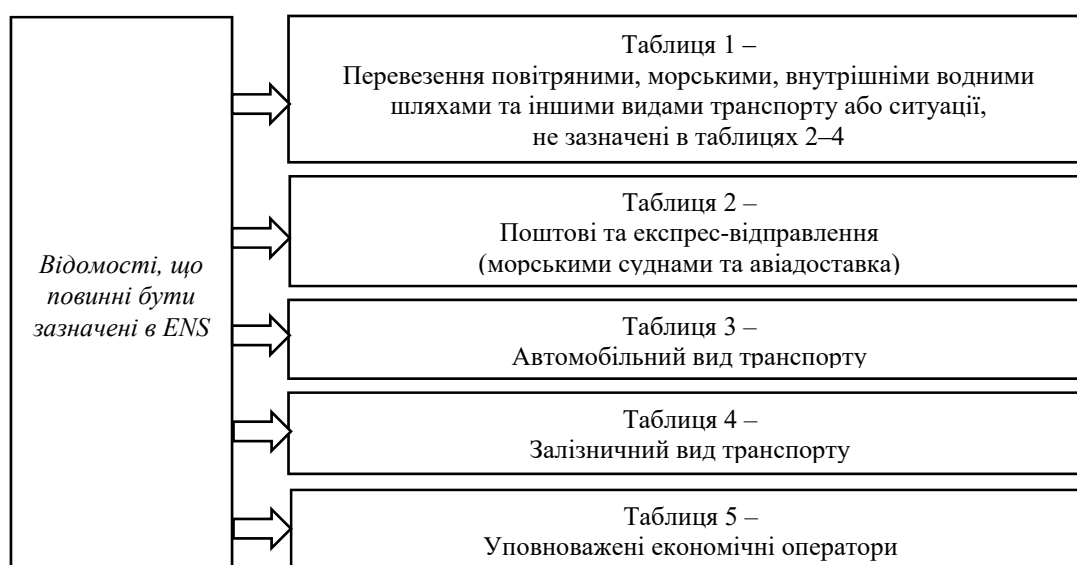 Відомості, що
повинні бути
зазначені в ENS
Таблиця 1 –
Перевезення повітряними, морськими, внутрішніми водними
шляхами та іншими видами транспорту або ситуації,
не зазначені в таблицях 2–4
Таблиця 2 –
Поштові та експрес-відправлення
(морськими суднами та авіадоставка)
Таблиця 3 –
Автомобільний вид транспорту
Таблиця 4 –
Залізничний вид транспорту
Таблиця 5 –
Уповноважені економічні оператори